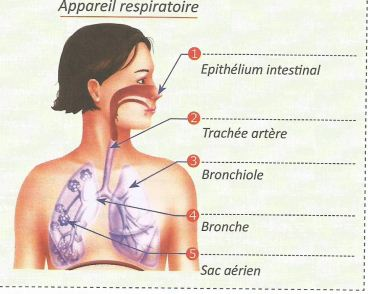 Appareil respiratoire
1
Epithélium intestinal
2
Trachée artère
3
Bronchiole
4
Bronche
5
Sac aérien